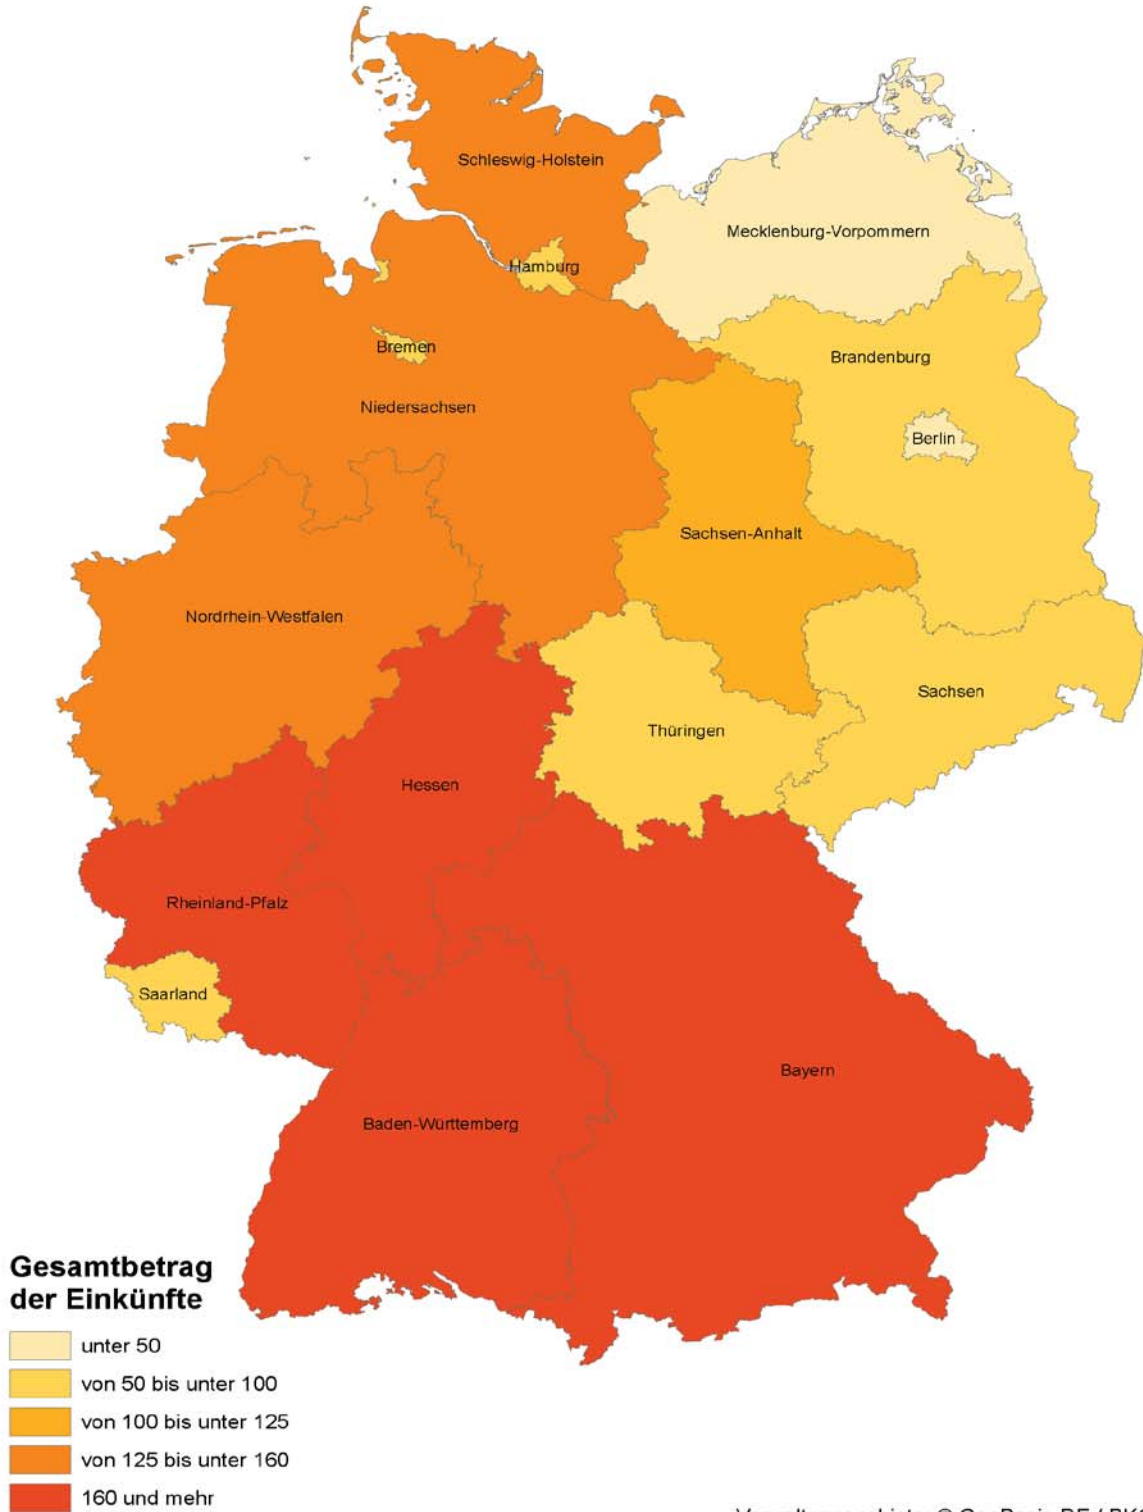 Schleswig-Holstein
Mecklenburg-Vorpommern
Hamburg
Bremen
Brandenburg
Niedersachsen
Berlin
Sachsen-Anhalt
Nordrhein-Westfalen
Sachsen
Thüringen
Hessen
Rheinland-Pfalz
Saarland
Bayern
Baden-Württemberg
Gesamtbetrag
der Einkünfte
unter 50
von 50 bis unter 100
von 100 bis unter 125
von 125 bis unter 160
160 und mehr